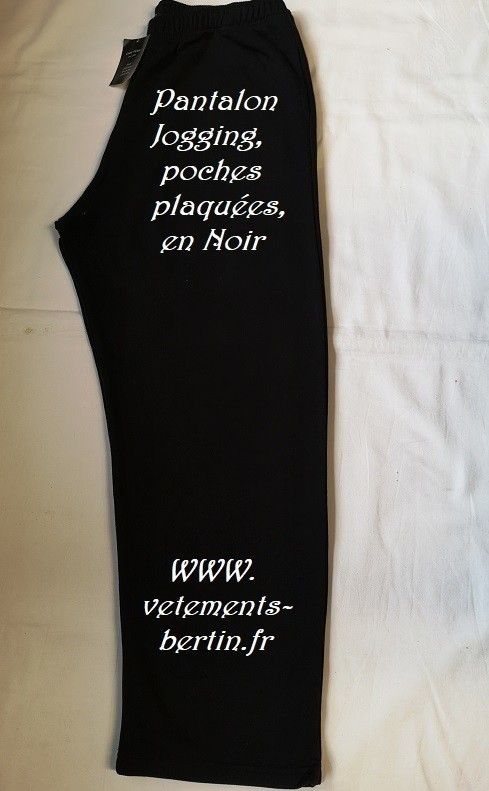 Pantalon
Jogging,
poches
plaquées,
en Noir
WWW.
vetements-
bertin.fr